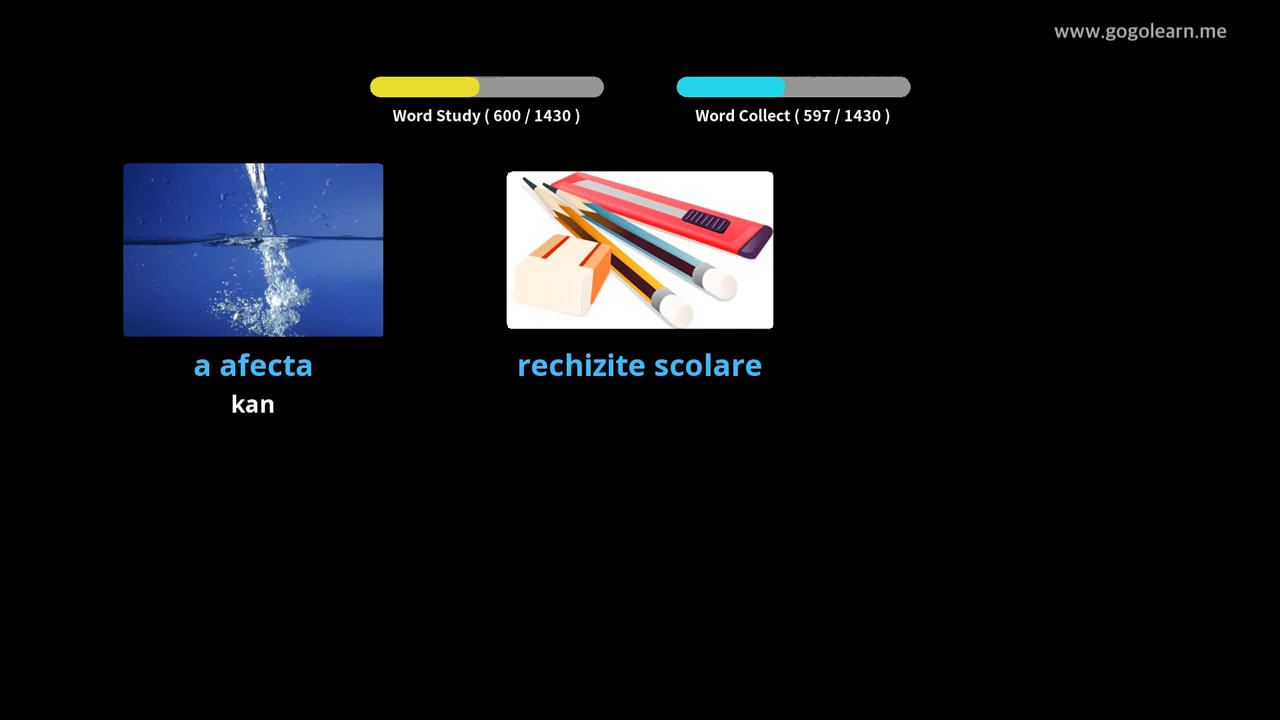 www.gogolearn.me
Word Study ( 600 / 1430 )
Word Collect ( 597 / 1430 )
a afecta
kan
rechizite scolare